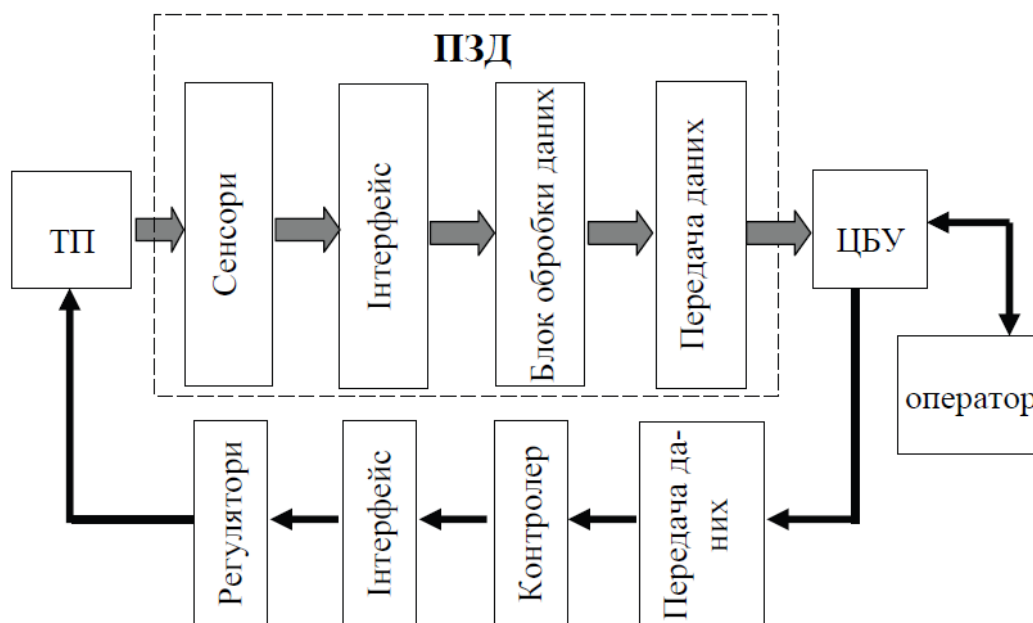 ПЗД
ТП
Сенсори
Інтерфейс
Блок обробки даних
Передача даних
ЦБУ
оператор
Регулятори
Інтерфейс
Контролер
Передача да-
них